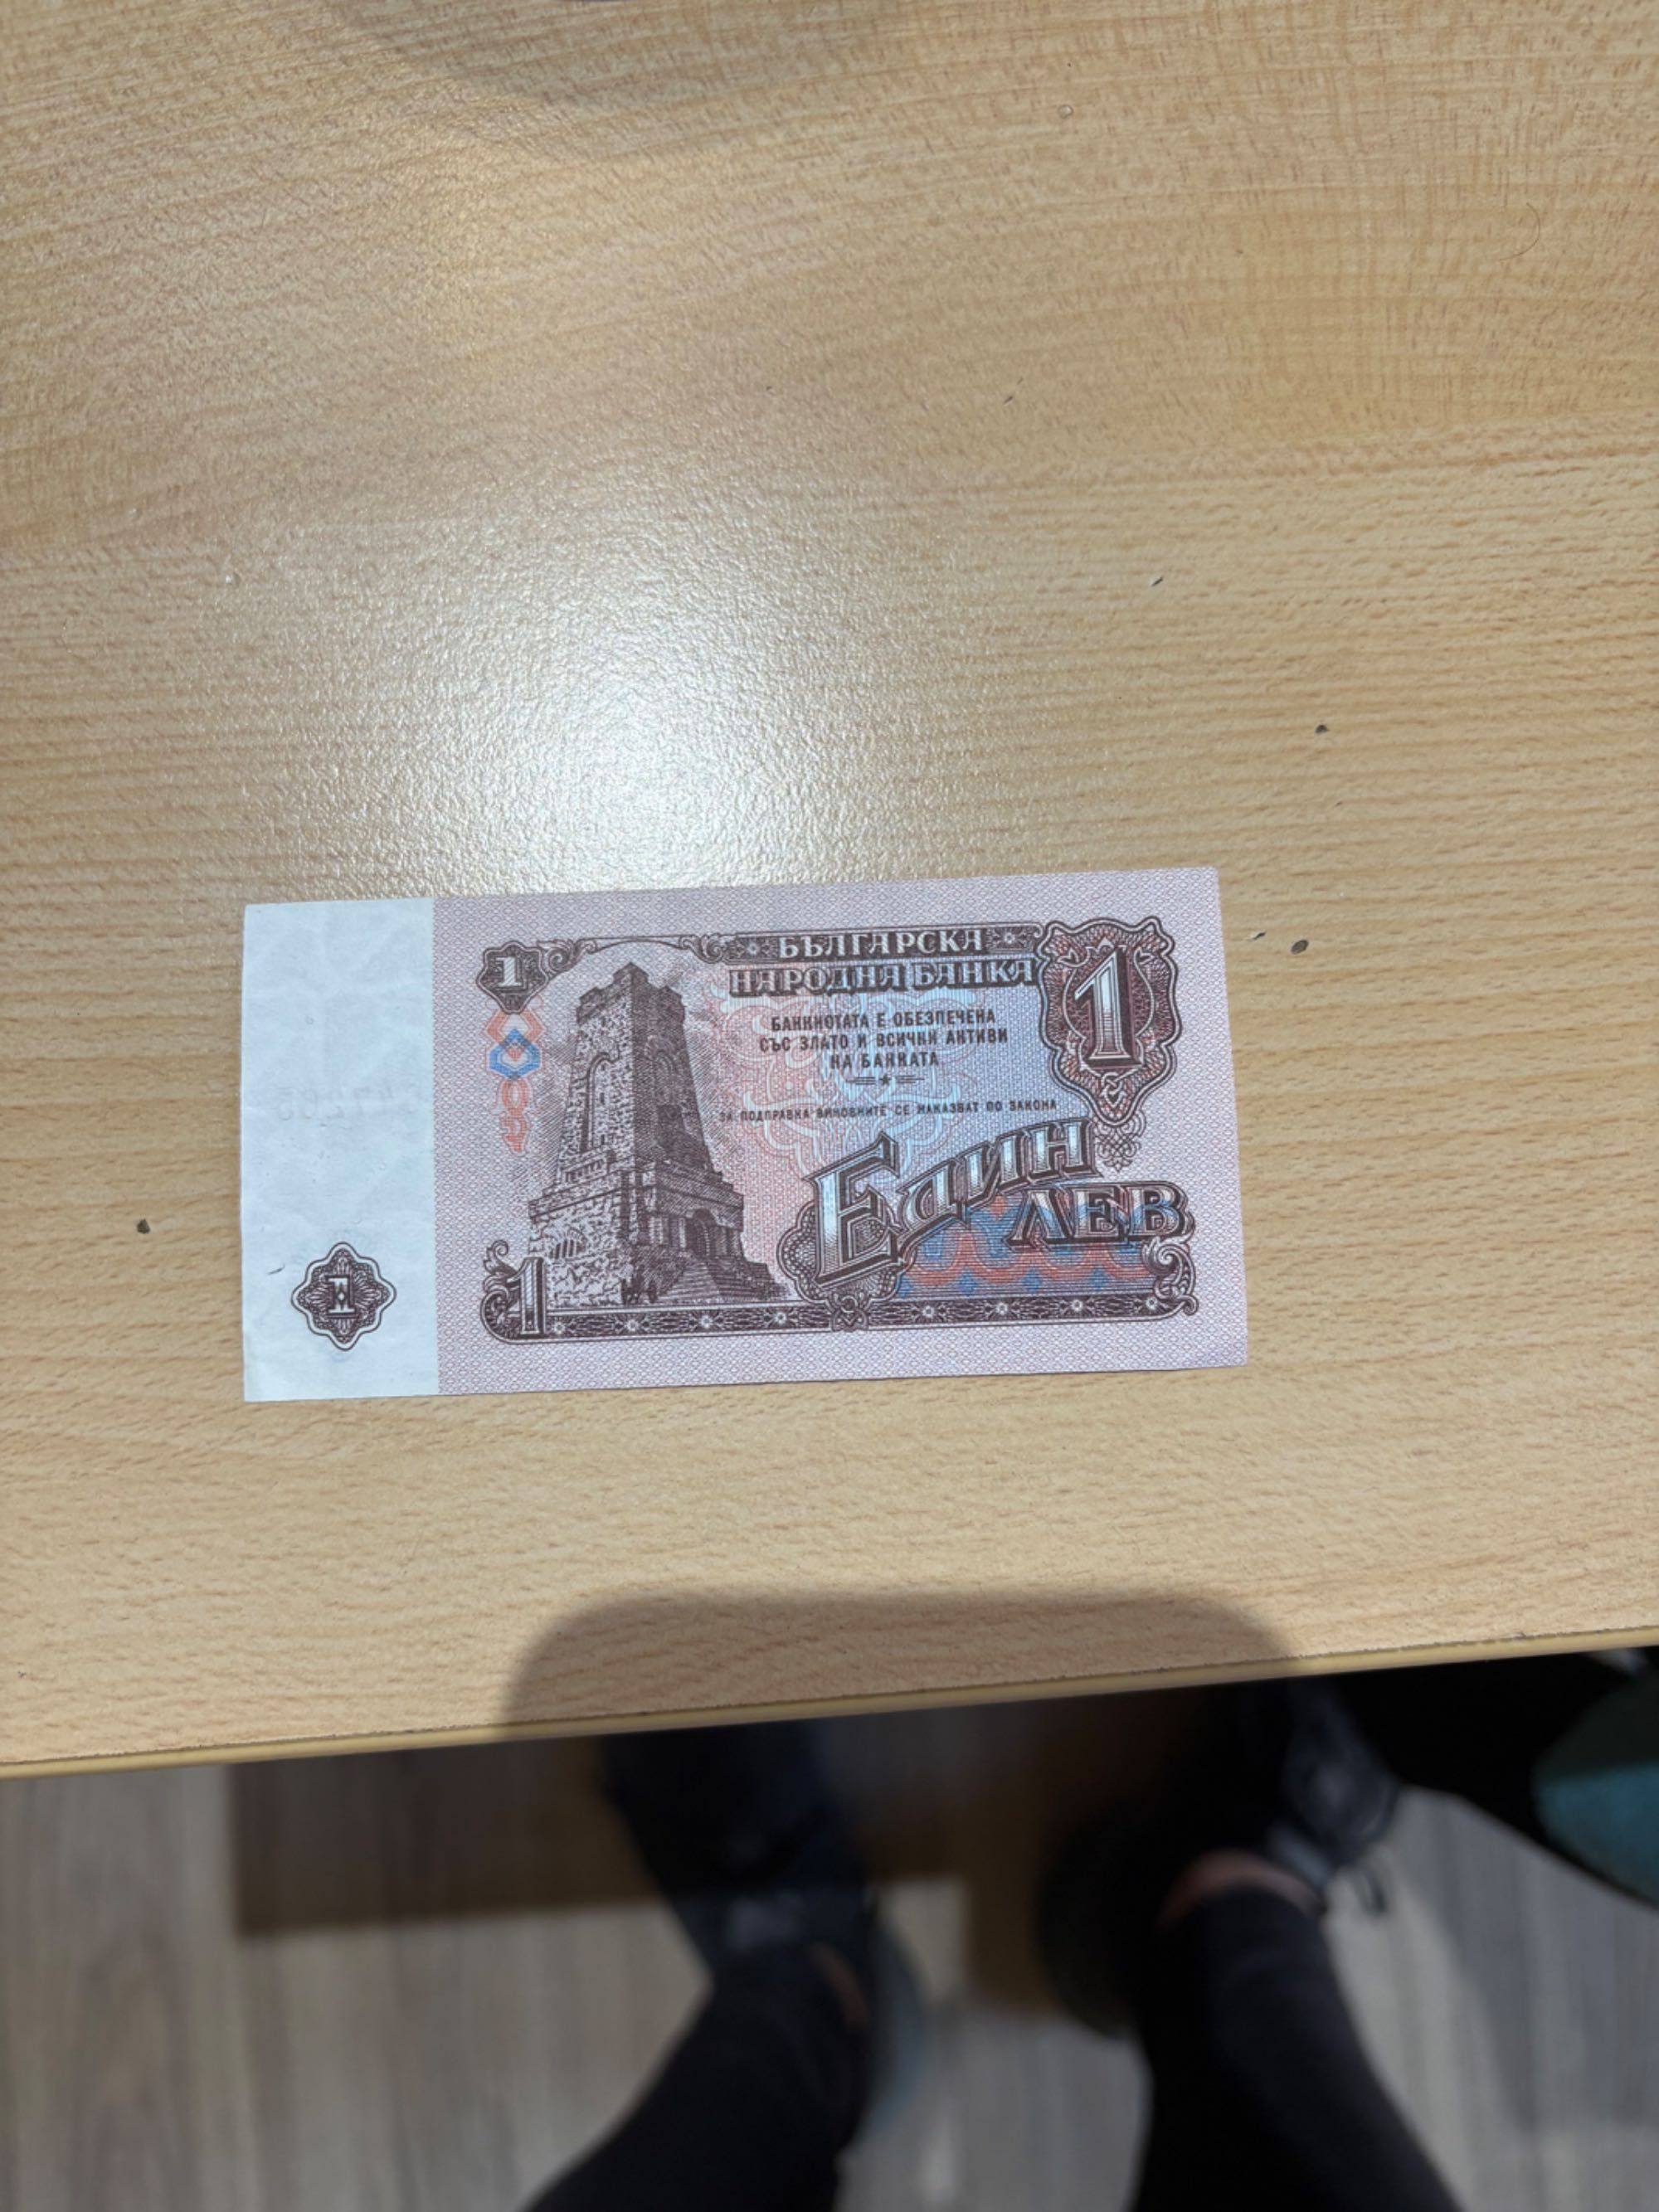 1
БЪЛГАРСКА
НАРОДНА БАНКА
1
БАНКНОТАТА Е ОБЕЗПЕЧЕНА
СЪС ЗЛАТО И ВСИЧКИ АКТИВИ
НА БАНКАТА
ЗА ПОДПРАВКА ВИНОВНИТЕ СЕ НАКАЗВАТ ПО ЗАКОНА
Един
ЛЕВ
1
1